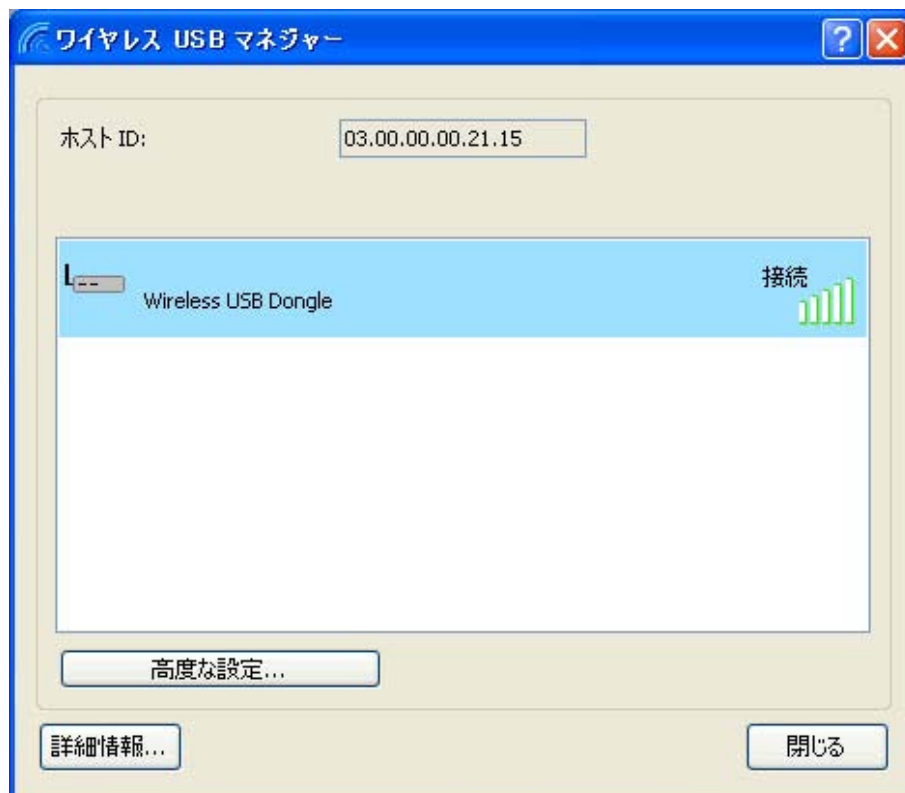 ワイヤレス USB マネジャー
ホスト ID: 03.00.00.00.21.15
接続
Wireless USB Dongle
高度な設定...
詳細情報...
閉じる